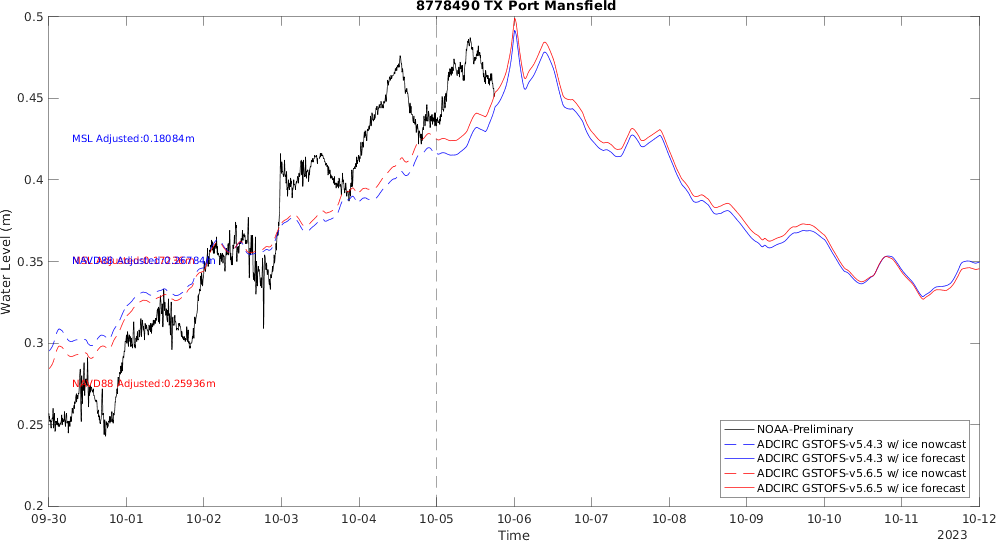 8778490 TX Port Mansfield
Water Level (m)
0.5
0.45
0.4
0.35
0.3
0.25
0.2
MSL Adjusted:0.18084m
NAVD88 Adjusted:0.26784m
NAVD88 Adjusted:0.25936m
NOAA-Preliminary
ADCIRC GSTOFS-v5.4.3 w/ ice nowcast
ADCIRC GSTOFS-v5.4.3 w/ ice forecast
ADCIRC GSTOFS-v5.6.5 w/ ice nowcast
ADCIRC GSTOFS-v5.6.5 w/ ice forecast
09-30 10-01 10-02 10-03 10-04 10-05 10-06 10-07 10-08 10-09 10-10 10-11 10-12
Time
2023